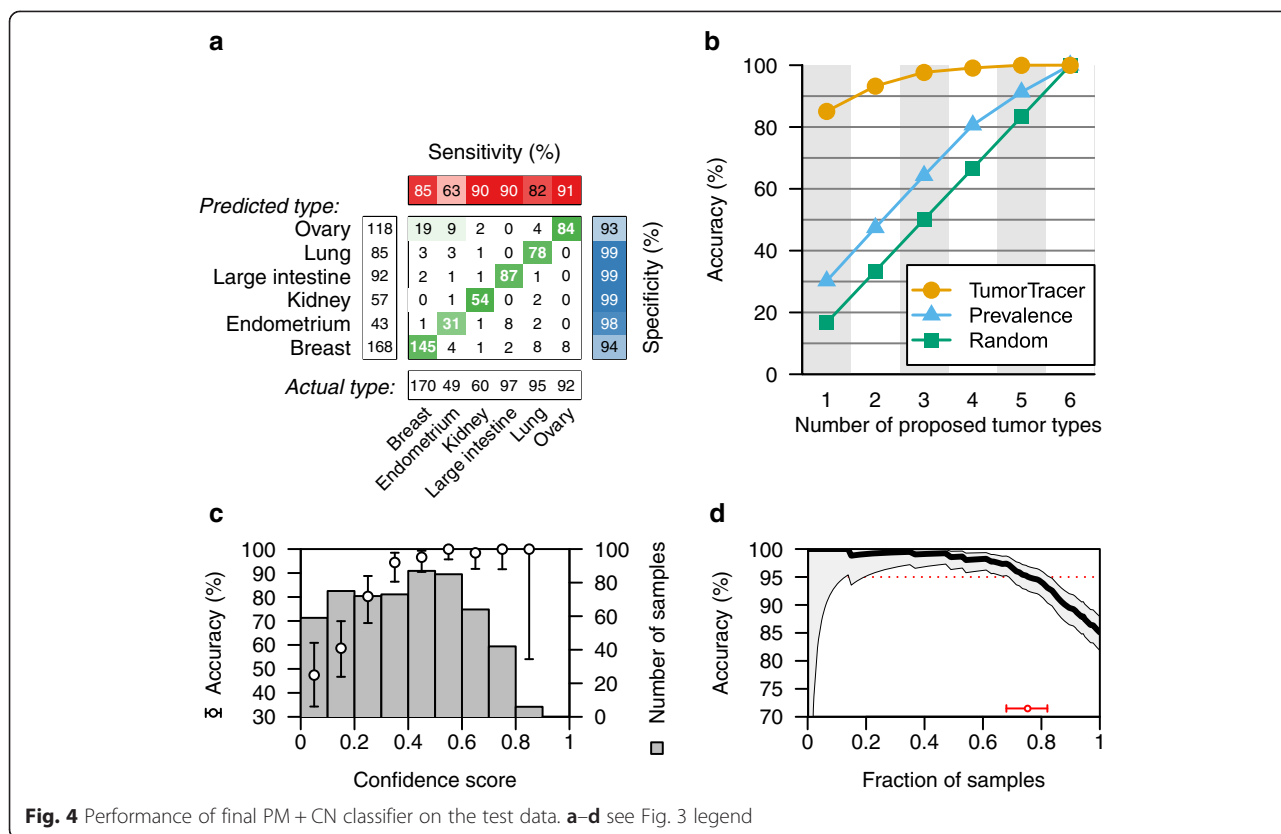 a
Sensitivity (%)
85 63 90 90 82 91
Predicted type:
Ovary 118 19 9 2 0 4 84 93
Lung 85 3 3 1 0 78 0 99
Large intestine 92 2 1 1 87 1 0 99
Kidney 57 0 1 54 0 2 0 99
Endometrium 43 1 31 1 8 2 0 98
Breast 168 145 4 1 2 8 8 94
Specificity (%)
Actual type: 170 49 60 97 95 92
Breast
Endometrium
Kidney
Large intestine
Lung
Ovary
b
100
80
60
40
20
0
Accuracy (%)
TumorTracer
Prevalence
Random
1 2 3 4 5 6
Number of proposed tumor types
c
100
90
80
70
60
50
40
30
Accuracy (%)
100
80
60
40
20
0
Number of samples
0 0.2 0.4 0.6 0.8 1
Confidence score
d
100
95
90
85
80
75
70
Accuracy (%)
0 0.2 0.4 0.6 0.8 1
Fraction of samples
Fig. 4 Performance of final PM + CN classifier on the test data. a–d see Fig. 3 legend